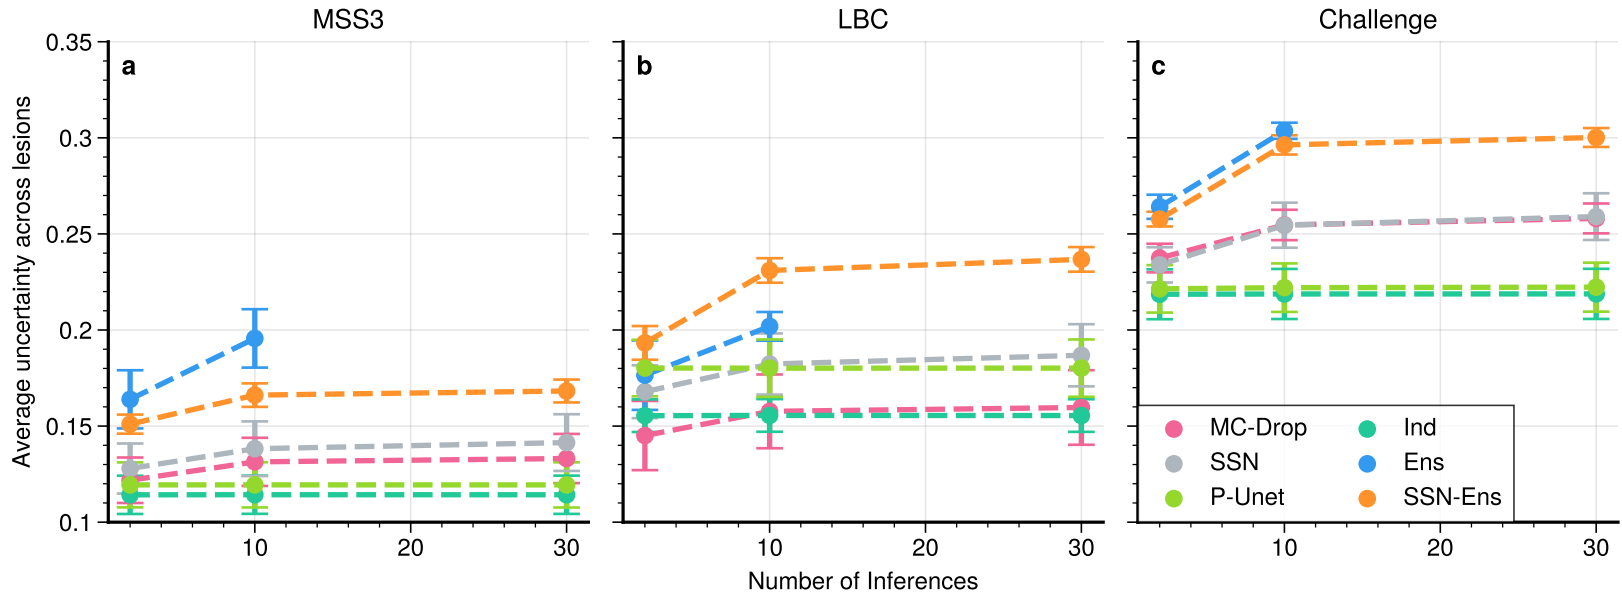 MSS3
LBC
Challenge
a
b
c
Average uncertainty across lesions
0.35
0.3
0.25
0.2
0.15
0.1
10
20
30
10
20
30
10
20
30
Number of Inferences
MC-Drop
SSN
P-Unet
Ind
Ens
SSN-Ens